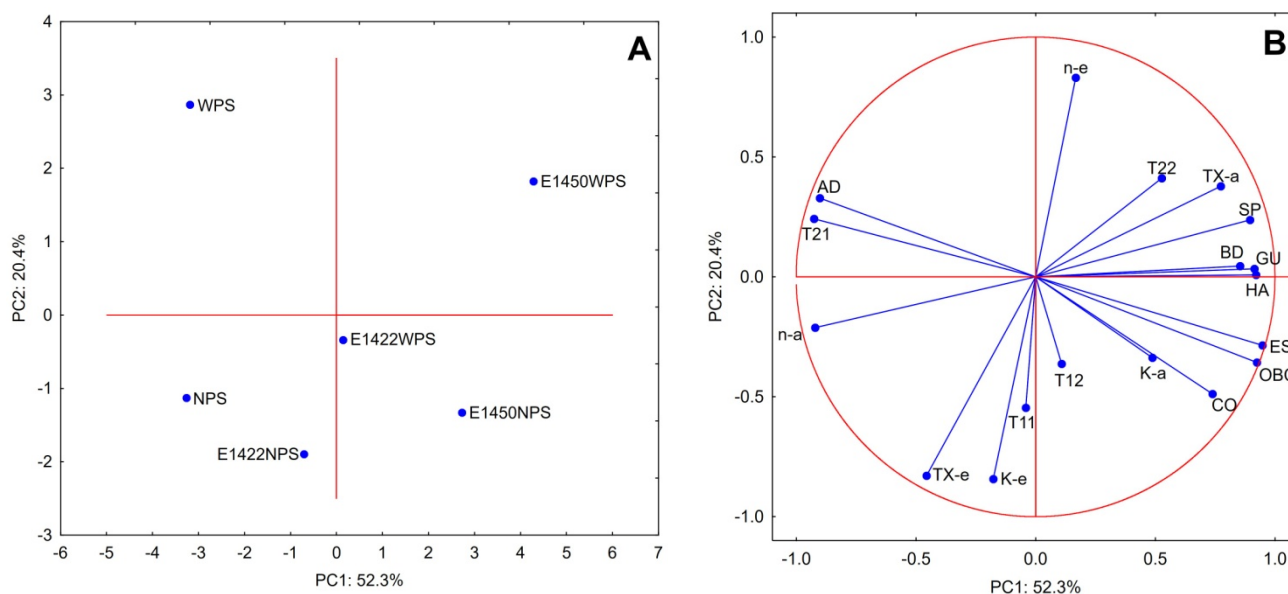 A
4
3
2
1
0
-1
-2
-3
PC2: 20.4%
WPS
E1450WPS
E1422WPS
NPS
E1450NPS
E1422NPS
-6 -5 -4 -3 -2 -1 0 1 2 3 4 5 6 7
PC1: 52.3%
B
1.0
0.5
0.0
-0.5
-1.0
PC2: 20.4%
n-e
T22
TX-a
AD
SP
T21
BD
GU
HA
n-a
ES
K-a
OBC
T12
CO
T11
TX-e
K-e
-1.0 -0.5 0.0 0.5 1.0
PC1: 52.3%